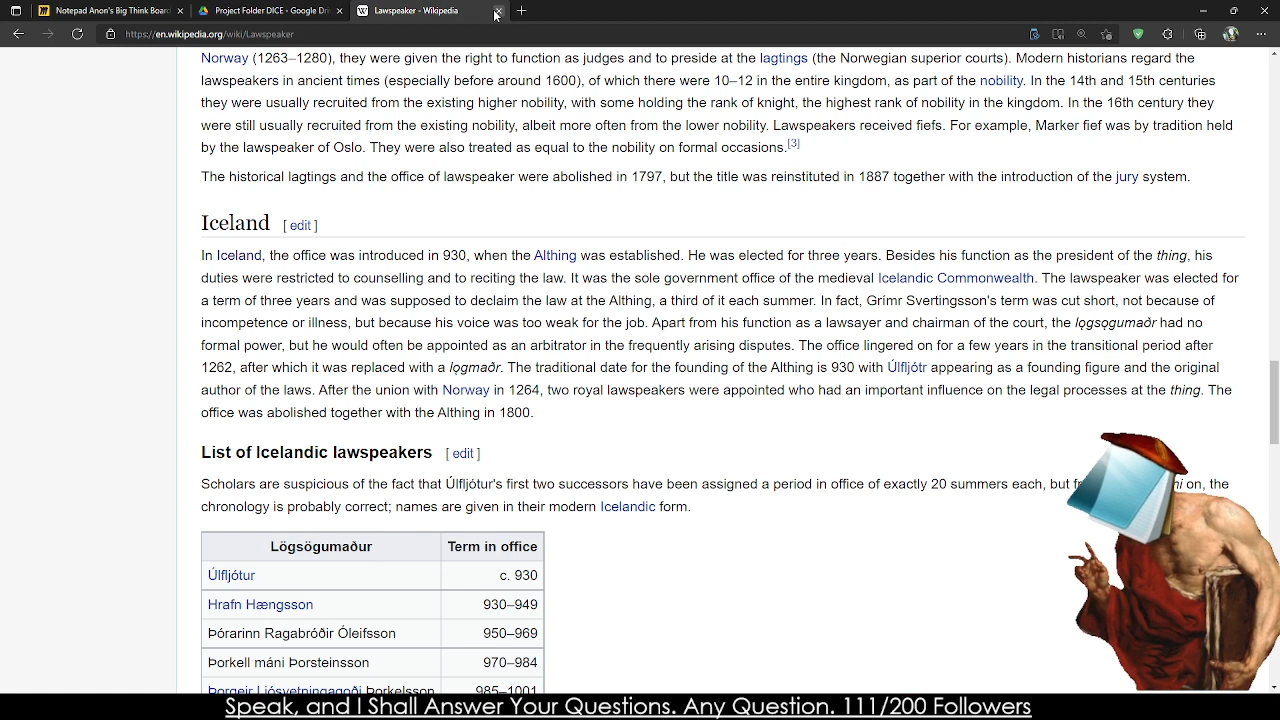 Notepad Anon's Big Think Board
Project Folder DICE - Google Dri
Lawspeaker - Wikipedia
https://en.wikipedia.org/wiki/Lawspeaker
Norway (1263–1280), they were given the right to function as judges and to preside at the lagtings (the Norwegian superior courts). Modern historians regard the
lawspeakers in ancient times (especially before around 1600), of which there were 10–12 in the entire kingdom, as part of the nobility. In the 14th and 15th centuries
they were usually recruited from the existing higher nobility, with some holding the rank of knight, the highest rank of nobility in the kingdom. In the 16th century they
were still usually recruited from the existing nobility, albeit more often from the lower nobility. Lawspeakers received fiefs. For example, Marker fief was by tradition held
by the lawspeaker of Oslo. They were also treated as equal to the nobility on formal occasions.[3]
The historical lagtings and the office of lawspeaker were abolished in 1797, but the title was reinstituted in 1887 together with the introduction of the jury system.
Iceland [ edit ]
In Iceland, the office was introduced in 930, when the Althing was established. He was elected for three years. Besides his function as the president of the thing, his
duties were restricted to counselling and to reciting the law. It was the sole government office of the medieval Icelandic Commonwealth. The lawspeaker was elected for
a term of three years and was supposed to declaim the law at the Althing, a third of it each summer. In fact, Grímr Svertingsson's term was cut short, not because of
incompetence or illness, but because his voice was too weak for the job. Apart from his function as a lawsayer and chairman of the court, the lǫgsǫgumaðr had no
formal power, but he would often be appointed as an arbitrator in the frequently arising disputes. The office lingered on for a few years in the transitional period after
1262, after which it was replaced with a lǫgmaðr. The traditional date for the founding of the Althing is 930 with Úlfljótr appearing as a founding figure and the original
author of the laws. After the union with Norway in 1264, two royal lawspeakers were appointed who had an important influence on the legal processes at the thing. The
office was abolished together with the Althing in 1800.
List of Icelandic lawspeakers [ edit ]
Scholars are suspicious of the fact that Úlfljótur's first two successors have been assigned a period in office of exactly 20 summers each, but on, the
chronology is probably correct; names are given in their modern Icelandic form.
Lögsögumaður Term in office
Úlfljótur c. 930
Hrafn Hængsson 930–949
Þórarinn Ragabróðir Óleifsson 950–969
Þorkell máni Þorsteinsson 970–984
Þorgeir Ljósvetningagoði Þorkelsson 985–1001
Speak, and I Shall Answer Your Questions. Any Question. 111/200 Followers